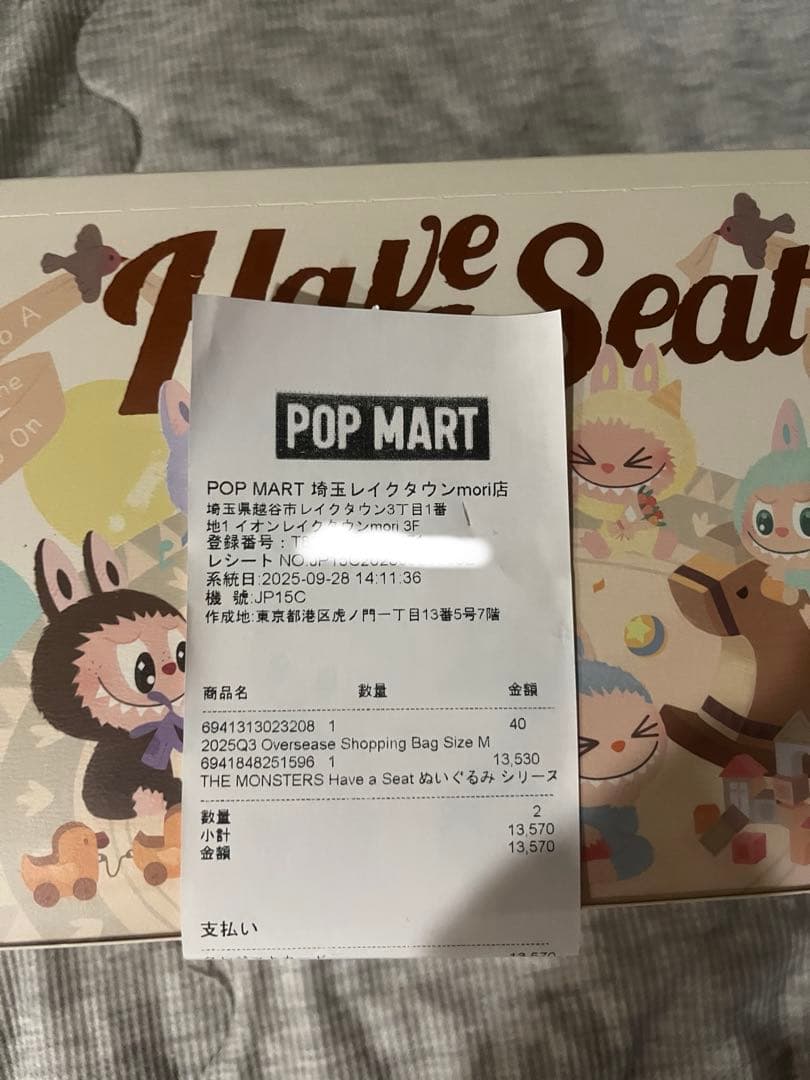 Have
a Seat
o A
me
On
POP MART
POP MART 埼玉レイクタウンmori店
埼玉県越谷市レイクタウン3丁目1番
地1 イオンレイクタウンmori 3F
登録番号:T
レシート NO.:JP15C202
系統日:2025-09-28 14:11:36
機 號:JP15C
作成地:東京都港区虎ノ門一丁目13番5号7階
商品名 数量 金額
6941313023208 1 40
2025Q3 Oversease Shopping Bag Size M
6941848251596 1 13,530
THE MONSTERS Have a Seat ぬいぐるみ シリーズ
数量 2
小計 13,570
金額 13,570
支払い
13,570